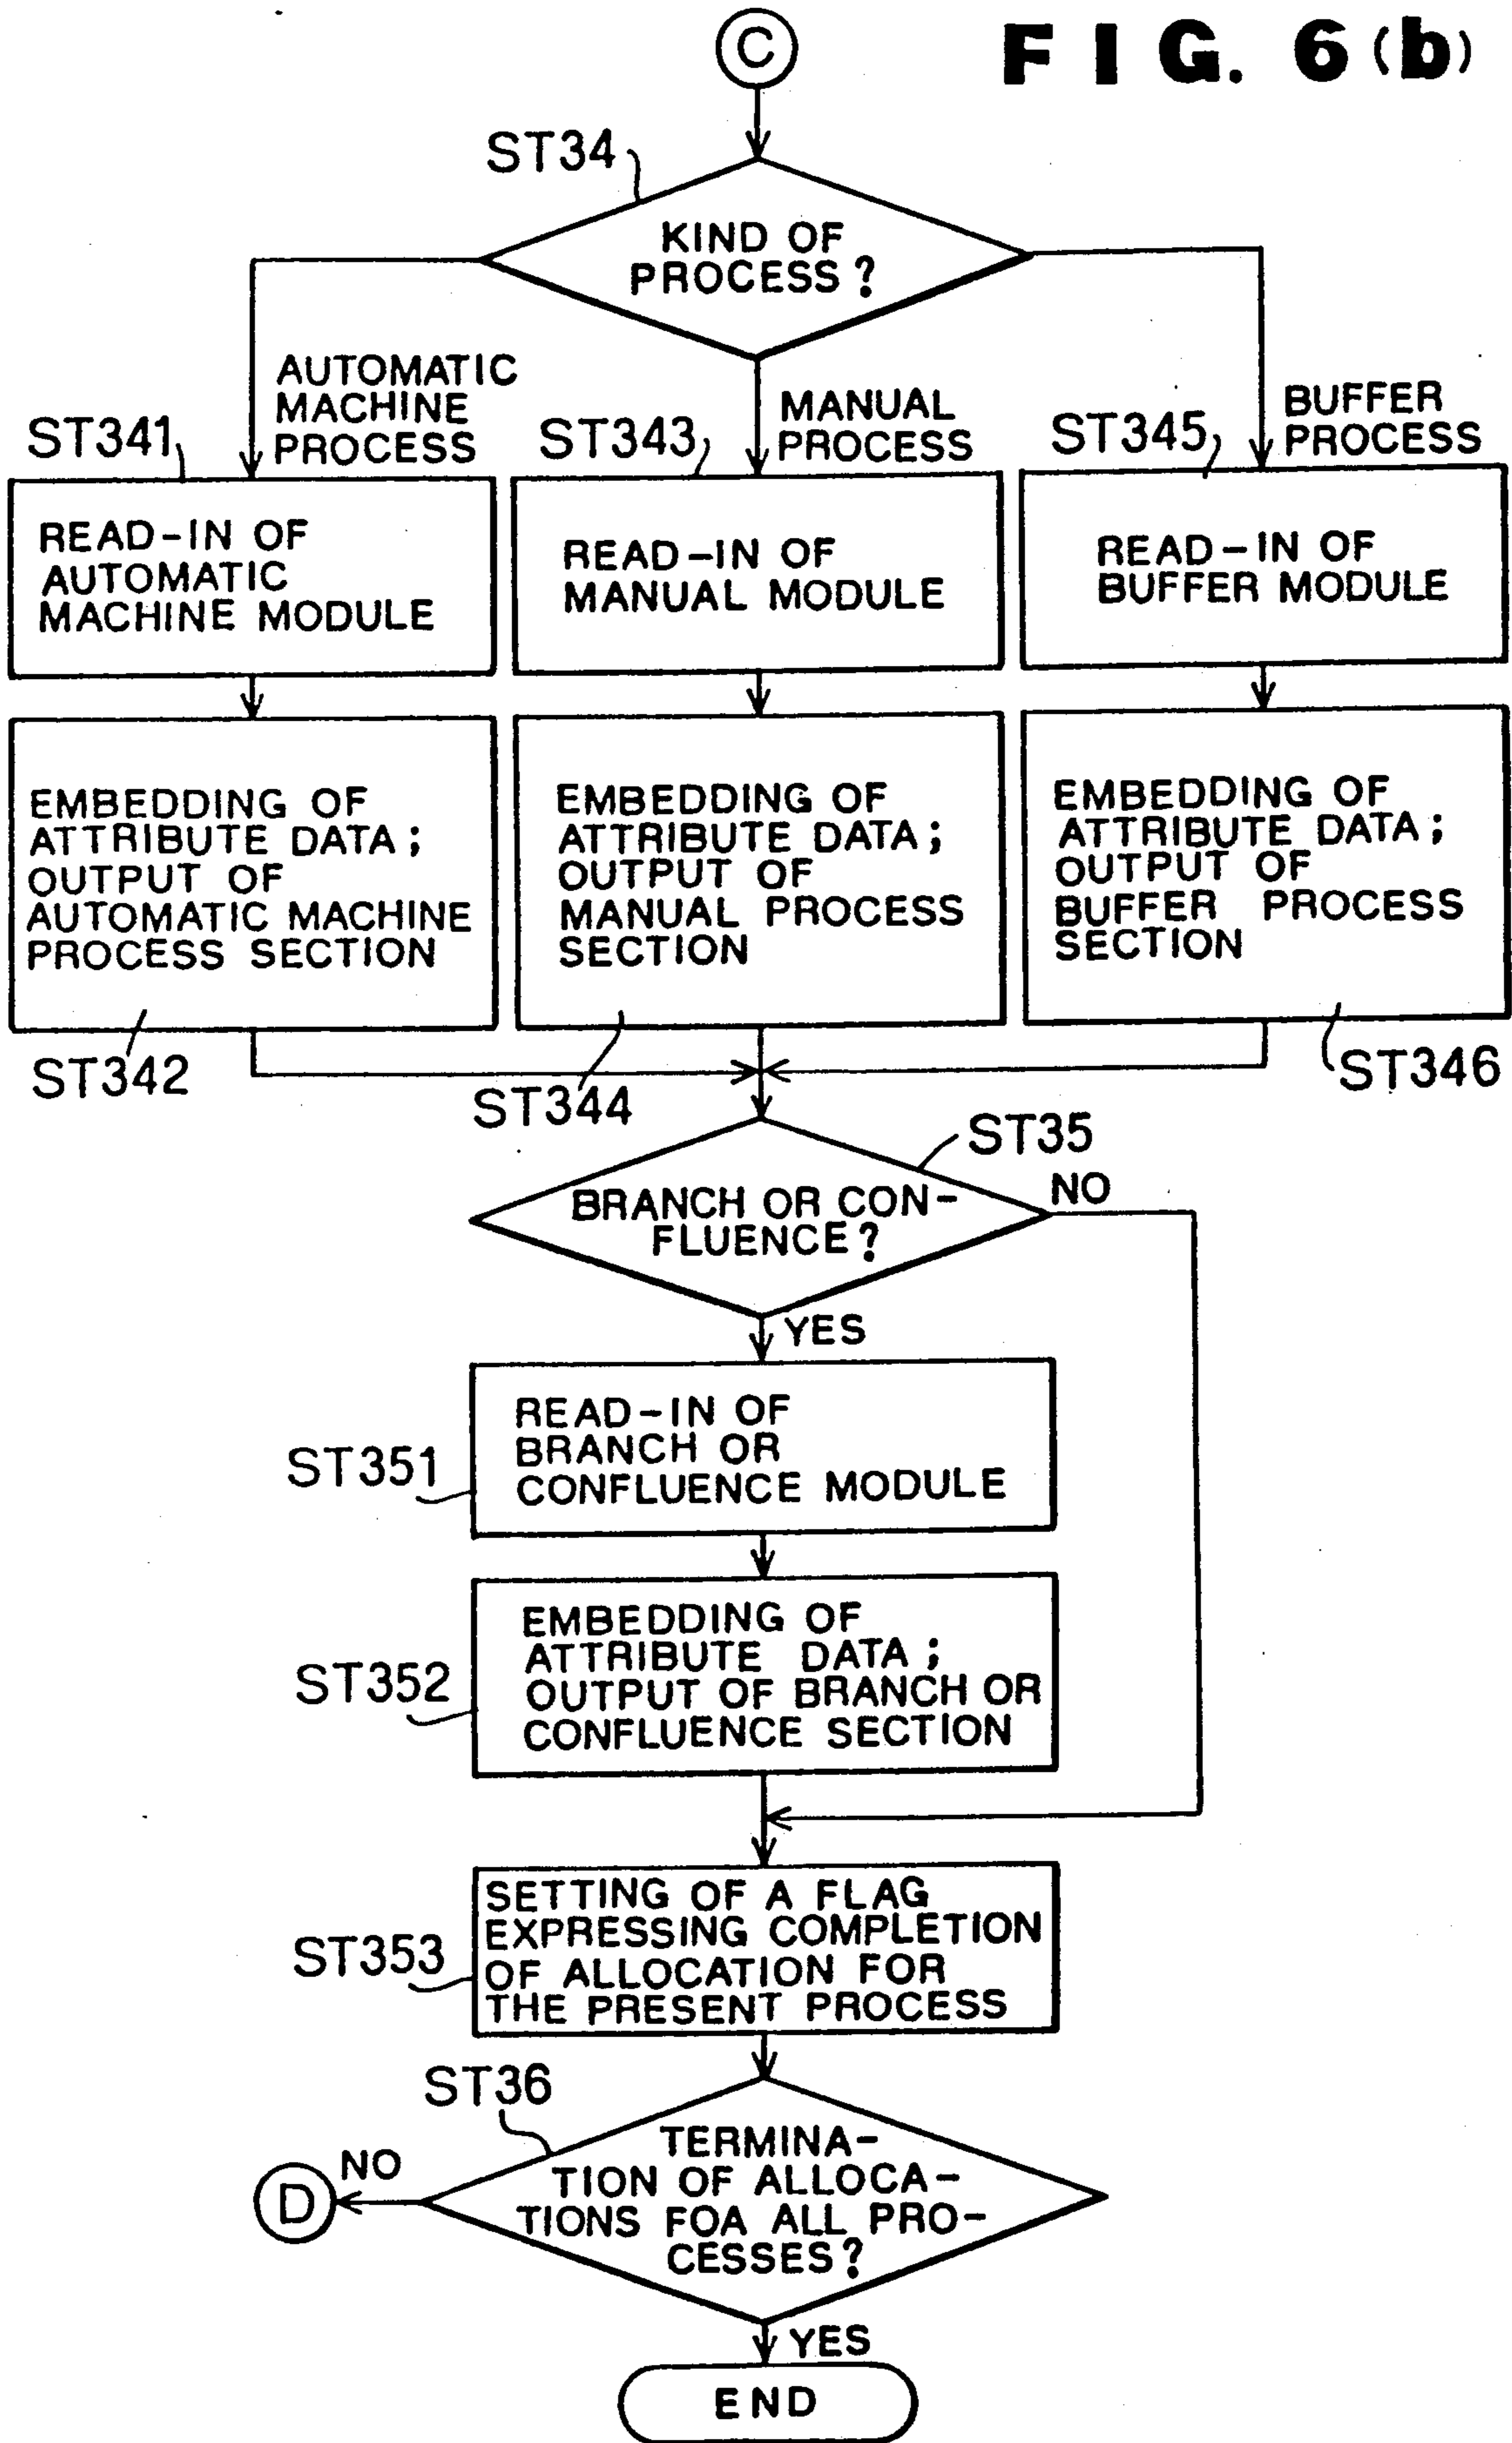 C
FIG. 6(b)
ST34
KIND OF
PROCESS?
AUTOMATIC
MACHINE
PROCESS
MANUAL
PROCESS
BUFFER
PROCESS
ST341
ST343
ST345
READ-IN OF
AUTOMATIC
MACHINE MODULE
READ-IN OF
MANUAL MODULE
READ-IN OF
BUFFER MODULE
EMBEDDING OF
ATTRIBUTE DATA;
OUTPUT OF
AUTOMATIC MACHINE
PROCESS SECTION
EMBEDDING OF
ATTRIBUTE DATA;
OUTPUT OF
MANUAL PROCESS
SECTION
EMBEDDING OF
ATTRIBUTE DATA;
OUTPUT OF
BUFFER PROCESS
SECTION
ST342
ST344
ST346
ST35
BRANCH OR CON-
FLUENCE?
NO
YES
READ-IN OF
BRANCH OR
CONFLUENCE MODULE
ST351
EMBEDDING OF
ATTRIBUTE DATA;
OUTPUT OF BRANCH OR
CONFLUENCE SECTION
ST352
SETTING OF A FLAG
EXPRESSING COMPLETION
OF ALLOCATION FOR
THE PRESENT PROCESS
ST353
ST36
TERMINA-
TION OF ALLOCA-
TIONS FOA ALL PRO-
CESSES?
NO
D
YES
END